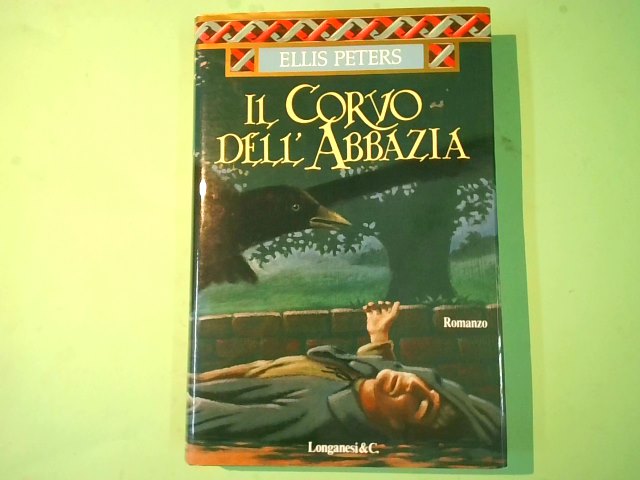 ELLIS PETERS
IL CORVO
DELL'ABBAZIA
Romanzo
Longanesi & C.